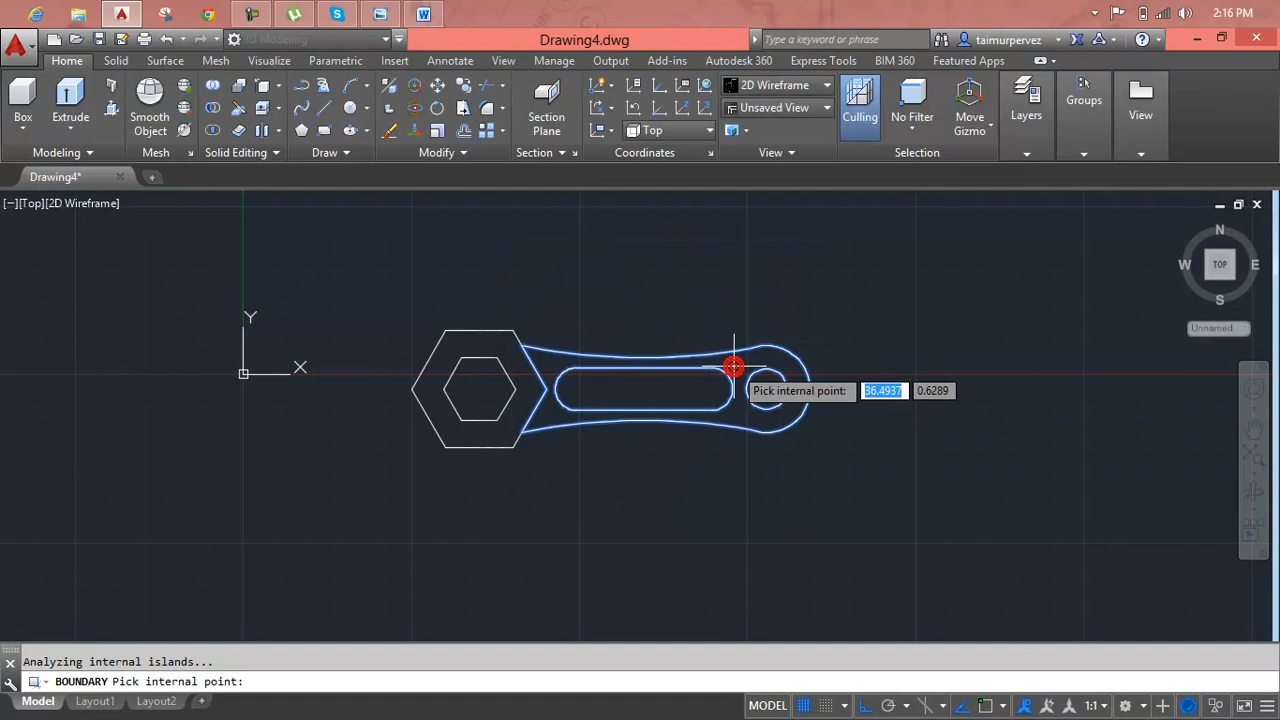 2:16 PM
3D Modeling
Drawing4.dwg
Type a keyword or phrase
taimurpervez
Home Solid Surface Mesh Visualize Parametric Insert Annotate View Manage Output Add-ins Autodesk 360 Express Tools BIM 360 Featured Apps
Box
Extrude
Smooth
Object
Section
Plane
2D Wireframe
Unsaved View
Top
Culling
No Filter
Move
Gizmo
Layers
Groups
View
Modeling
Mesh
Solid Editing
Draw
Modify
Section
Coordinates
View
Selection
Drawing4*
[−][Top][2D Wireframe]
N
W TOP E
S
Unnamed
Y
X
Pick internal point: 36.4937 0.6289
Analyzing internal islands...
BOUNDARY Pick internal point:
Model Layout1 Layout2
MODEL
1:1